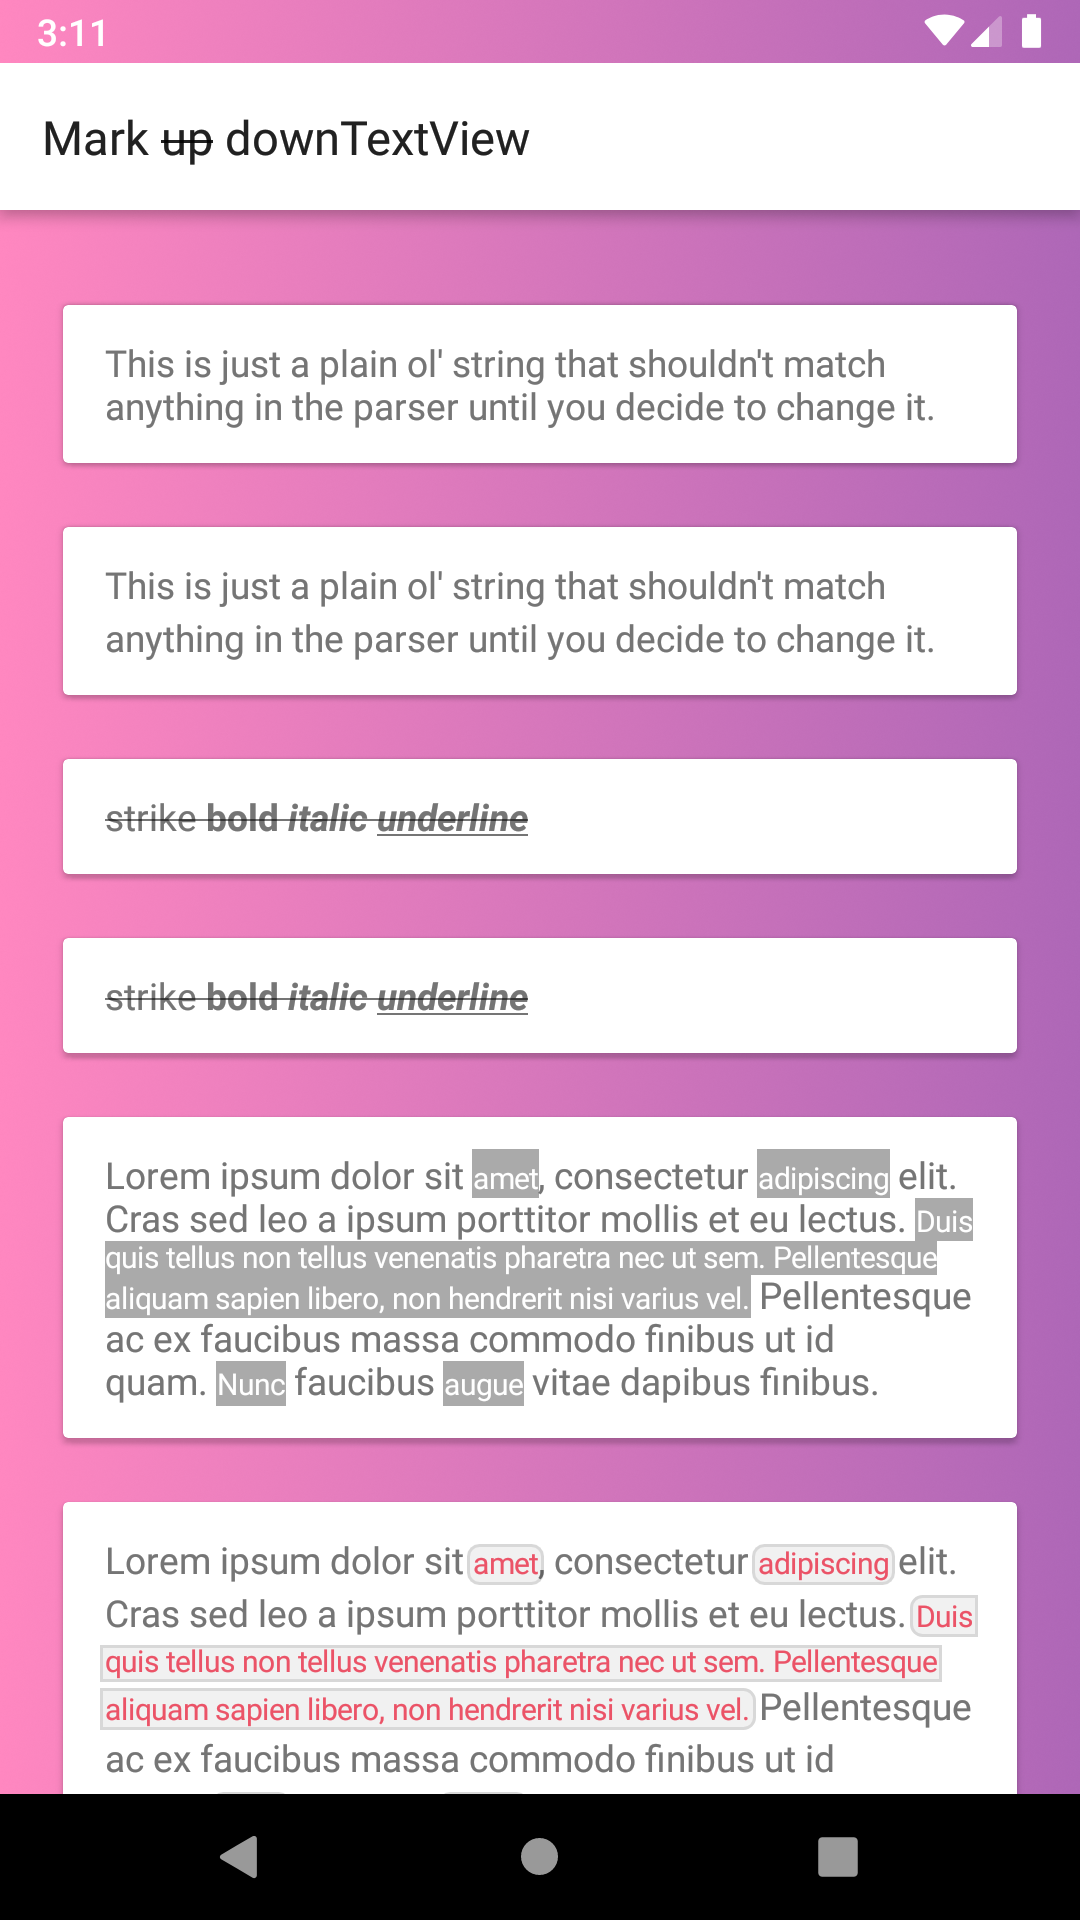 3:11
Mark up downTextView
This is just a plain ol' string that shouldn't match
anything in the parser until you decide to change it.
This is just a plain ol' string that shouldn't match
anything in the parser until you decide to change it.
strike bold italic underline
strike bold italic underline
Lorem ipsum dolor sit amet, consectetur adipiscing elit.
Cras sed leo a ipsum porttitor mollis et eu lectus. Duis
quis tellus non tellus venenatis pharetra nec ut sem. Pellentesque
aliquam sapien libero, non hendrerit nisi varius vel. Pellentesque
ac ex faucibus massa commodo finibus ut id
quam. Nunc faucibus augue vitae dapibus finibus.
Lorem ipsum dolor sit amet, consectetur adipiscing elit.
Cras sed leo a ipsum porttitor mollis et eu lectus. Duis
quis tellus non tellus venenatis pharetra nec ut sem. Pellentesque
aliquam sapien libero, non hendrerit nisi varius vel. Pellentesque
ac ex faucibus massa commodo finibus ut id